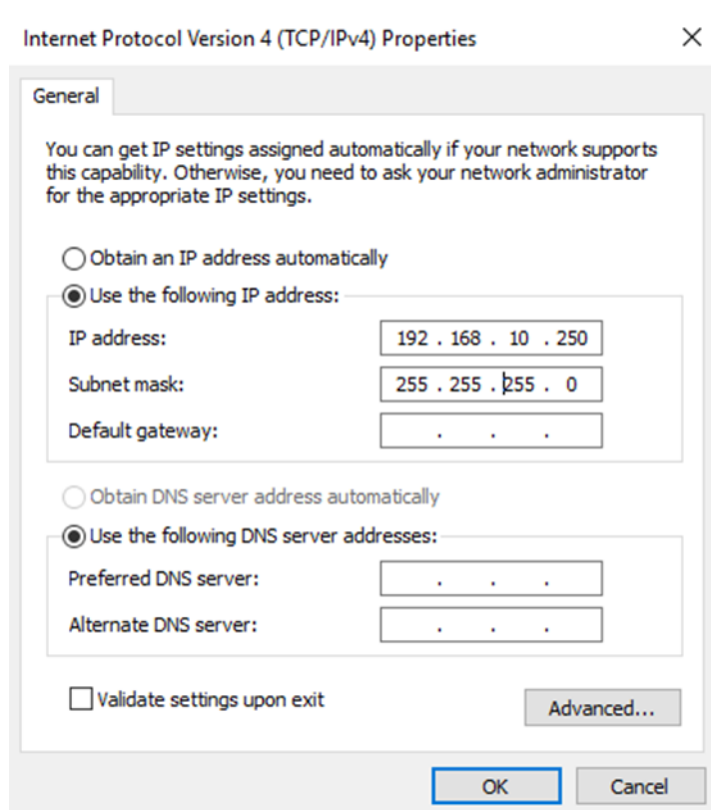 Internet Protocol Version 4 (TCP/IPv4) Properties
General
You can get IP settings assigned automatically if your network supports
this capability. Otherwise, you need to ask your network administrator
for the appropriate IP settings.
Obtain an IP address automatically
Use the following IP address:
IP address: 192 . 168 . 10 . 250
Subnet mask: 255 . 255 . 255 . 0
Default gateway: . . .
Obtain DNS server address automatically
Use the following DNS server addresses:
Preferred DNS server: . . .
Alternate DNS server: . . .
Validate settings upon exit
Advanced...
OK Cancel